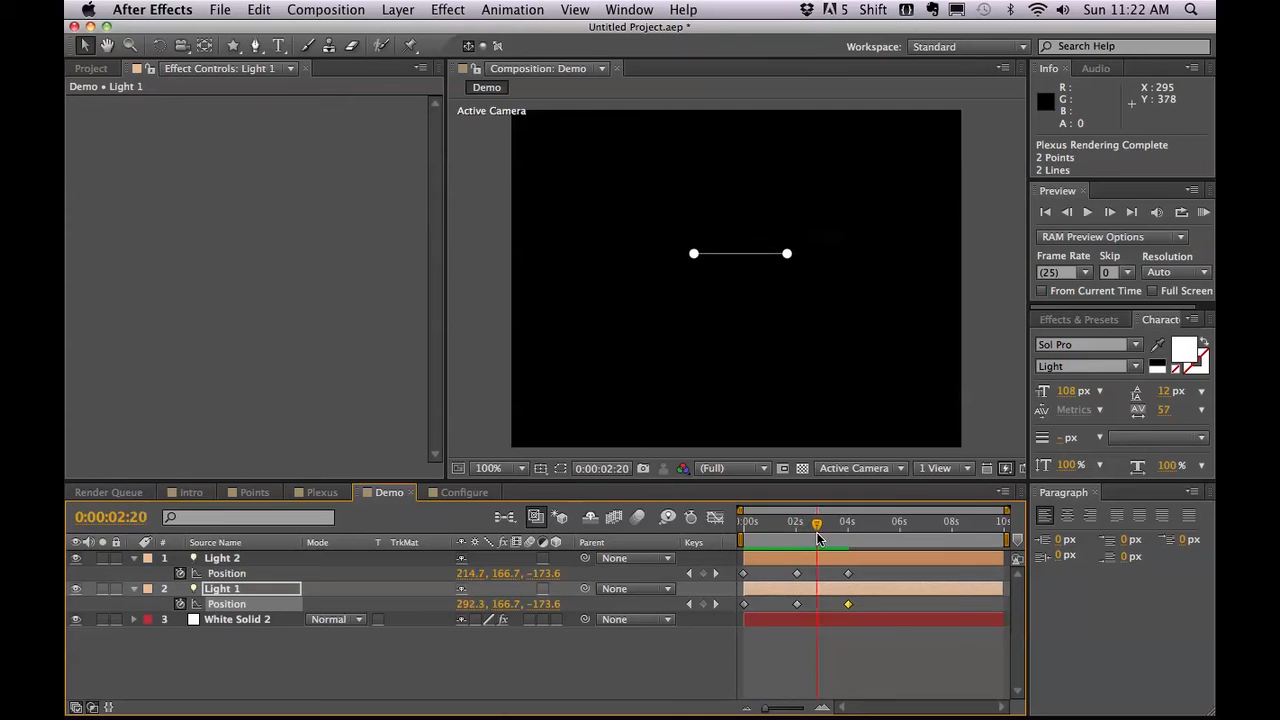 After Effects File Edit Composition Layer Effect Animation View Window Help 5 Shift Sun 11:22 AM
Untitled Project.aep *
Workspace: Standard Search Help
Project Effect Controls: Light 1 Composition: Demo Info Audio
Demo • Light 1
Demo
Active Camera
R :
G :
B :
A : 0
X : 295
Y : 378
Plexus Rendering Complete
2 Points
2 Lines
Preview
RAM Preview Options
Frame Rate Skip Resolution
(25) 0 Auto
From Current Time Full Screen
Effects & Presets Charact
Sol Pro
Light
108 px 12 px
Metrics 57
- px
100% 100%
100% 0:00:02:20 (Full) Active Camera 1 View
Render Queue Intro Points Plexus Demo Configure
Paragraph
0:00:02:20
:00s 02s 04s 06s 08s 10s
# Source Name Mode T TrkMat Parent Keys
1 Light 2 None
Position 214.7, 166.7, -173.6
2 Light 1 None
Position 292.3, 166.7, -173.6
3 White Solid 2 Normal None
0 px 0 px 0 px
0 px 0 px